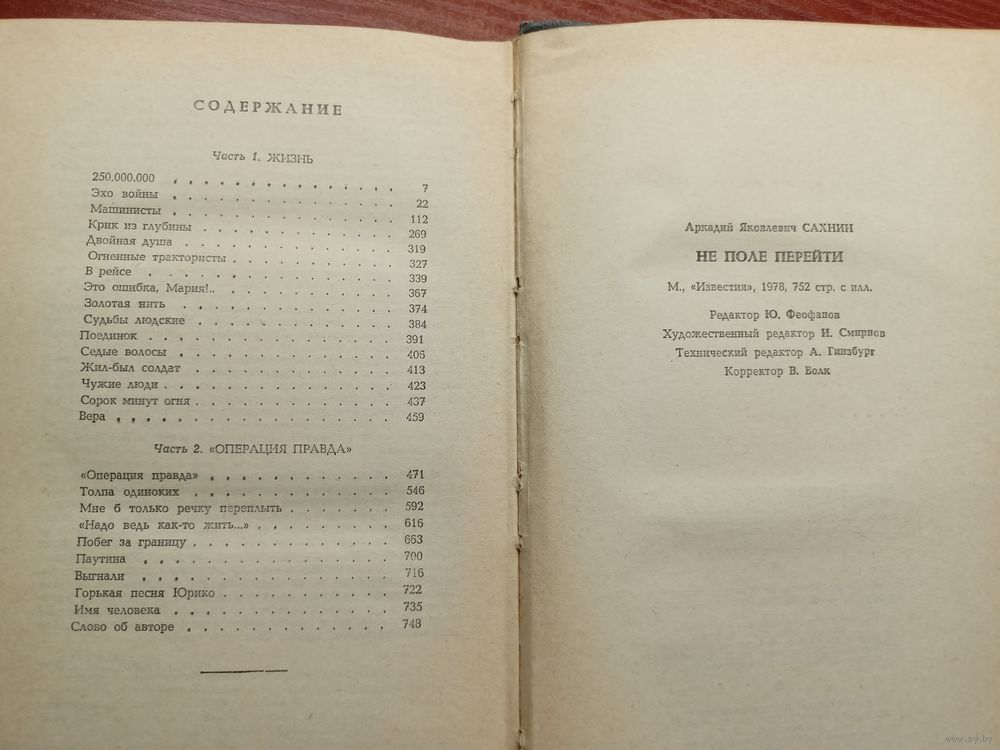 СОДЕРЖАНИЕ
Часть 1. ЖИЗНЬ
250.000.000 . . . . . . . . . . . . . . 7
Эхо войны . . . . . . . . . . . . . . 22
Машинисты . . . . . . . . . . . . . . 112
Крик из глубины . . . . . . . . . . . . 269
Двойная душа . . . . . . . . . . . . . 319
Огненные трактористы . . . . . . . . . . 327
В рейсе . . . . . . . . . . . . . . . 339
Это ошибка, Мария!.. . . . . . . . . . . 367
Золотая нить . . . . . . . . . . . . . 374
Судьбы людские . . . . . . . . . . . . 384
Поединок . . . . . . . . . . . . . . . 391
Седые волосы . . . . . . . . . . . . . 406
Жил-был солдат . . . . . . . . . . . . 413
Чужие люди . . . . . . . . . . . . . . 423
Сорок минут огня . . . . . . . . . . . . 437
Вера . . . . . . . . . . . . . . . . 459
Часть 2. «ОПЕРАЦИЯ ПРАВДА»
«Операция правда» . . . . . . . . . . . 471
Толпа одиноких . . . . . . . . . . . . 546
Мне б только речку переплыть . . . . . . . 592
«Надо ведь как-то жить...» . . . . . . . . 616
Побег за границу . . . . . . . . . . . . 663
Паутина . . . . . . . . . . . . . . . 700
Выгнали . . . . . . . . . . . . . . . 716
Горькая песня Юрико . . . . . . . . . . 722
Имя человека . . . . . . . . . . . . . 735
Слово об авторе . . . . . . . . . . . . 748
Аркадий Яковлевич САХНИН
НЕ ПОЛЕ ПЕРЕЙТИ
М., «Известия», 1978, 752 стр. с илл.
Редактор Ю. Феофанов
Художественный редактор И. Смирнов
Технический редактор А. Гинзбург
Корректор В. Волк
www.ay.by